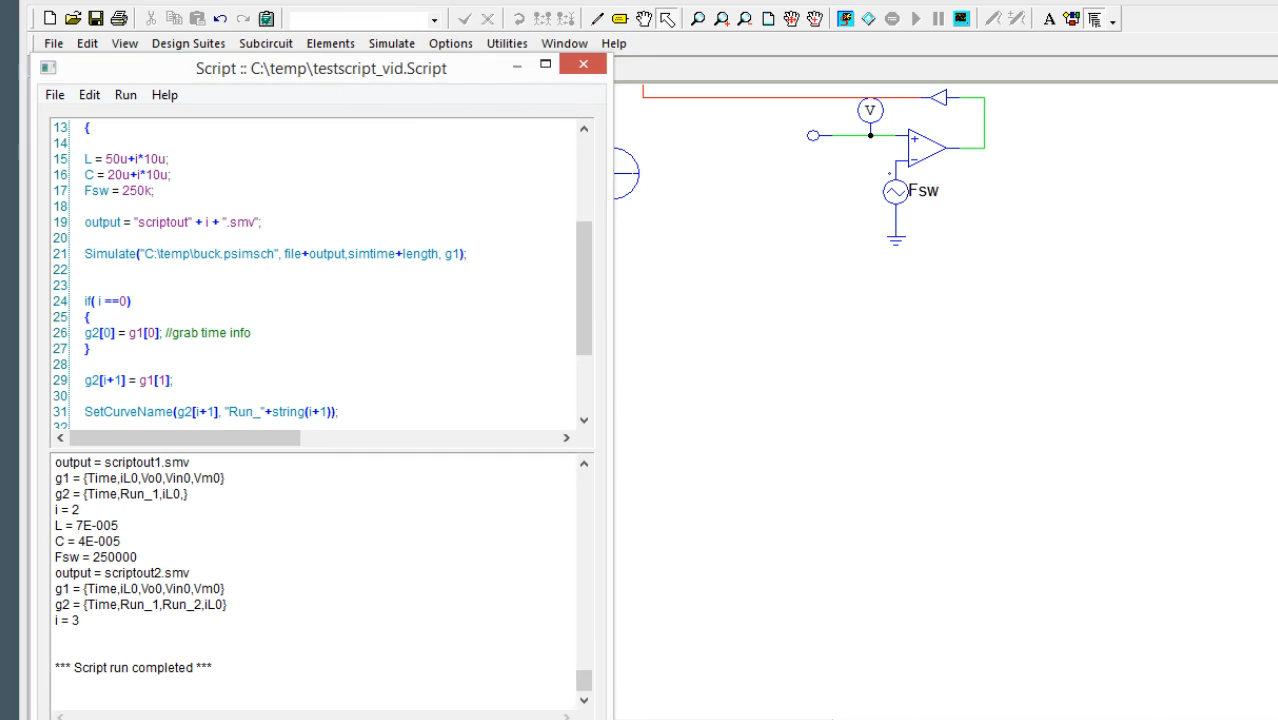 File Edit View Design Suites Subcircuit Elements Simulate Options Utilities Window Help
Script :: C:\temp\testscript_vid.Script
File Edit Run Help
13 {
14
15 L = 50u+i*10u;
16 C = 20u+i*10u;
17 Fsw = 250k;
18
19 output = "scriptout" + i + ".smv";
20
21 Simulate("C:\temp\buck.psimsch", file+output,simtime+length, g1);
22
23
24 if( i ==0)
25 {
26 g2[0] = g1[0]; //grab time info
27 }
28
29 g2[i+1] = g1[1];
30
31 SetCurveName(g2[i+1], "Run_"+string(i+1));
32
output = scriptout1.smv
g1 = {Time,iL0,Vo0,Vin0,Vm0}
g2 = {Time,Run_1,iL0,}
i = 2
L = 7E-005
C = 4E-005
Fsw = 250000
output = scriptout2.smv
g1 = {Time,iL0,Vo0,Vin0,Vm0}
g2 = {Time,Run_1,Run_2,iL0}
i = 3
*** Script run completed ***
A
V
+
−
Fsw